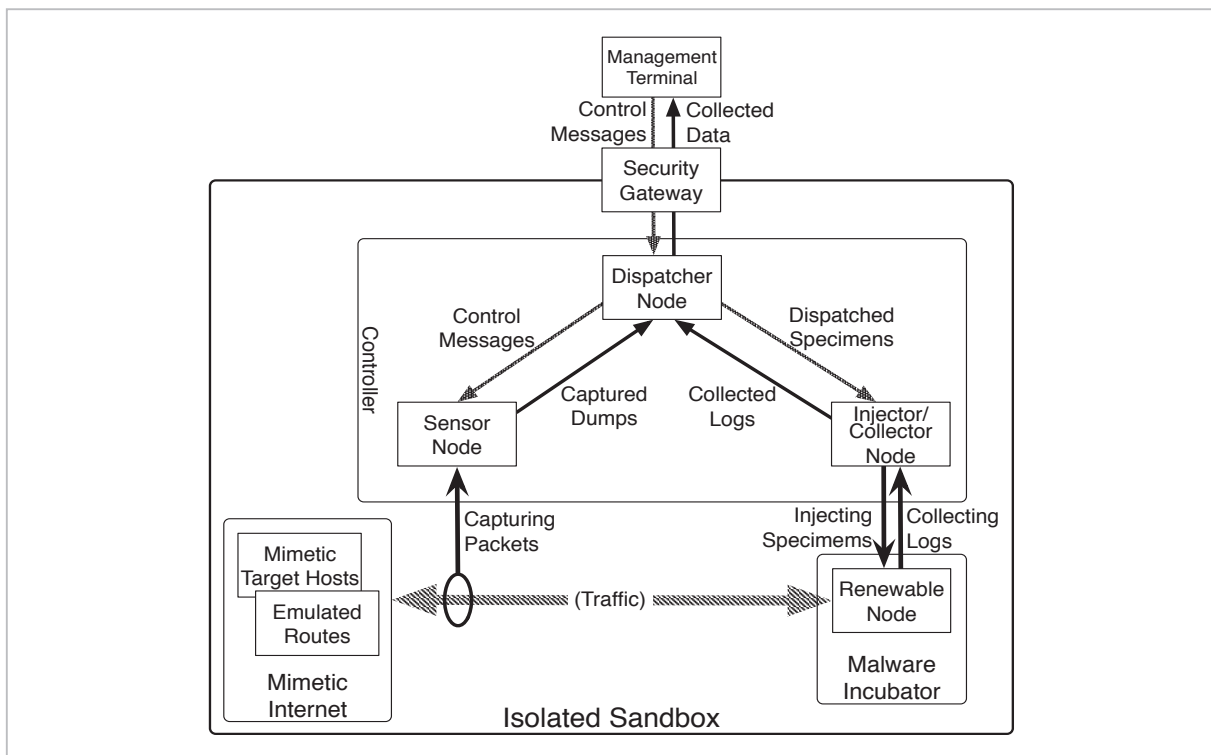 Management
Terminal
Control
Messages
Collected
Data
Security
Gateway
Dispatcher
Node
Control
Messages
Dispatched
Specimens
Controller
Captured
Dumps
Collected
Logs
Sensor
Node
Injector/
Collector
Node
Capturing
Packets
Injecting
Specimems
Collecting
Logs
Mimetic
Target Hosts
Emulated
Routes
(Traffic)
Renewable
Node
Mimetic
Internet
Malware
Incubator
Isolated Sandbox